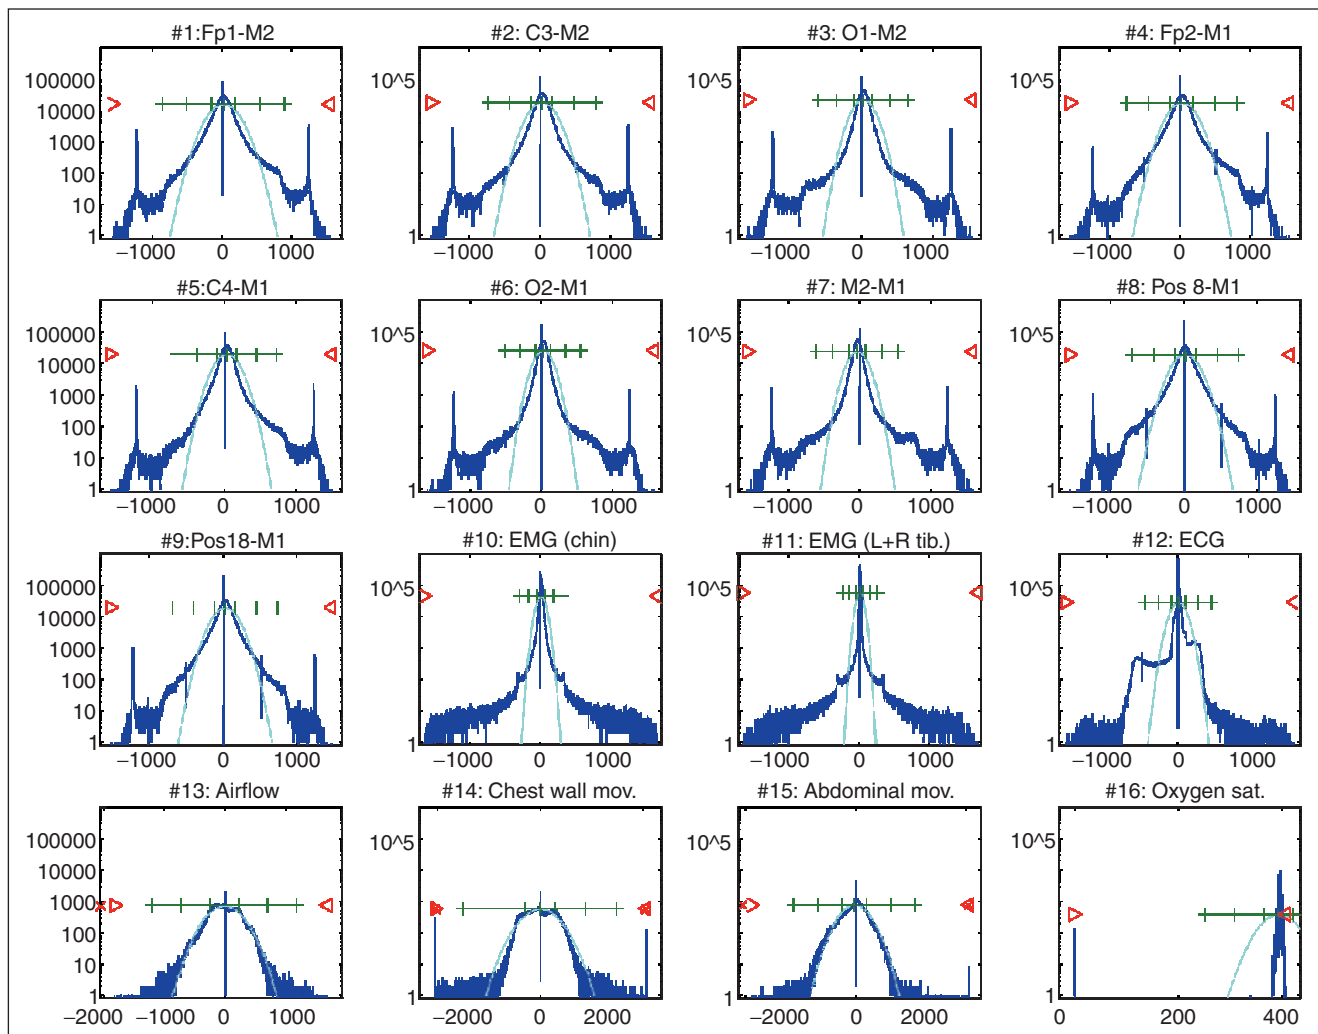 #1:Fp1-M2
#2: C3-M2
#3: O1-M2
#4: Fp2-M1
100000
10000
1000
100
10
1
10^5
1
10^5
1
10^5
1
−1000 0 1000
−1000 0 1000
−1000 0 1000
−1000 0 1000
#5:C4-M1
#6: O2-M1
#7: M2-M1
#8: Pos 8-M1
100000
10000
1000
100
10
1
10^5
1
10^5
1
10^5
1
−1000 0 1000
−1000 0 1000
−1000 0 1000
−1000 0 1000
#9:Pos18-M1
#10: EMG (chin)
#11: EMG (L+R tib.)
#12: ECG
100000
10000
1000
100
10
1
10^5
1
10^5
1
10^5
1
−1000 0 1000
−1000 0 1000
−1000 0 1000
−1000 0 1000
#13: Airflow
#14: Chest wall mov.
#15: Abdominal mov.
#16: Oxygen sat.
100000
10000
1000
100
10
1
10^5
1
10^5
1
10^5
1
−2000 −1000 0 1000
−2000 0 2000
−2000 0 2000
0 200 400